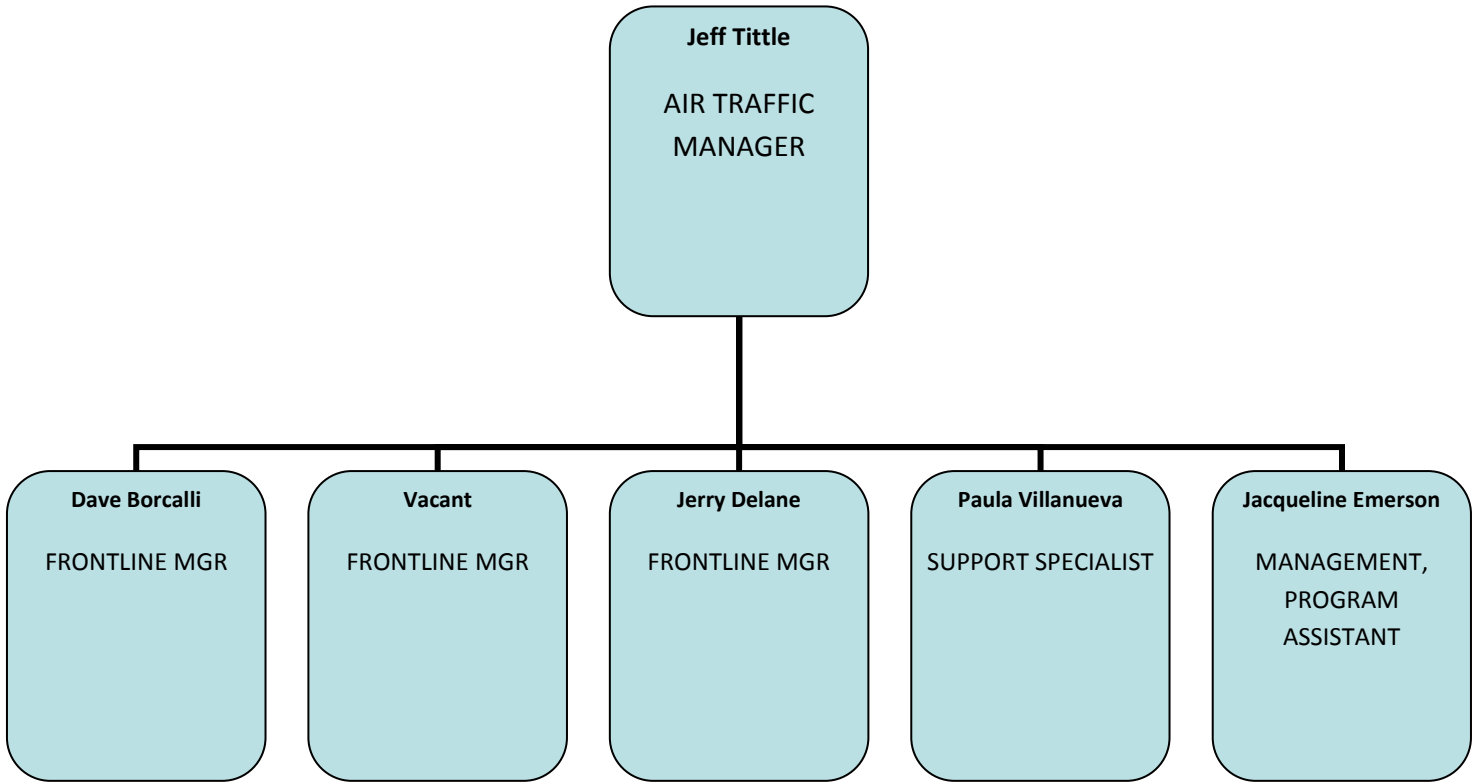 Jeff Tittle
AIR TRAFFIC
MANAGER
Dave Borcalli
FRONTLINE MGR
Vacant
FRONTLINE MGR
Jerry Delane
FRONTLINE MGR
Paula Villanueva
SUPPORT SPECIALIST
Jacqueline Emerson
MANAGEMENT,
PROGRAM
ASSISTANT